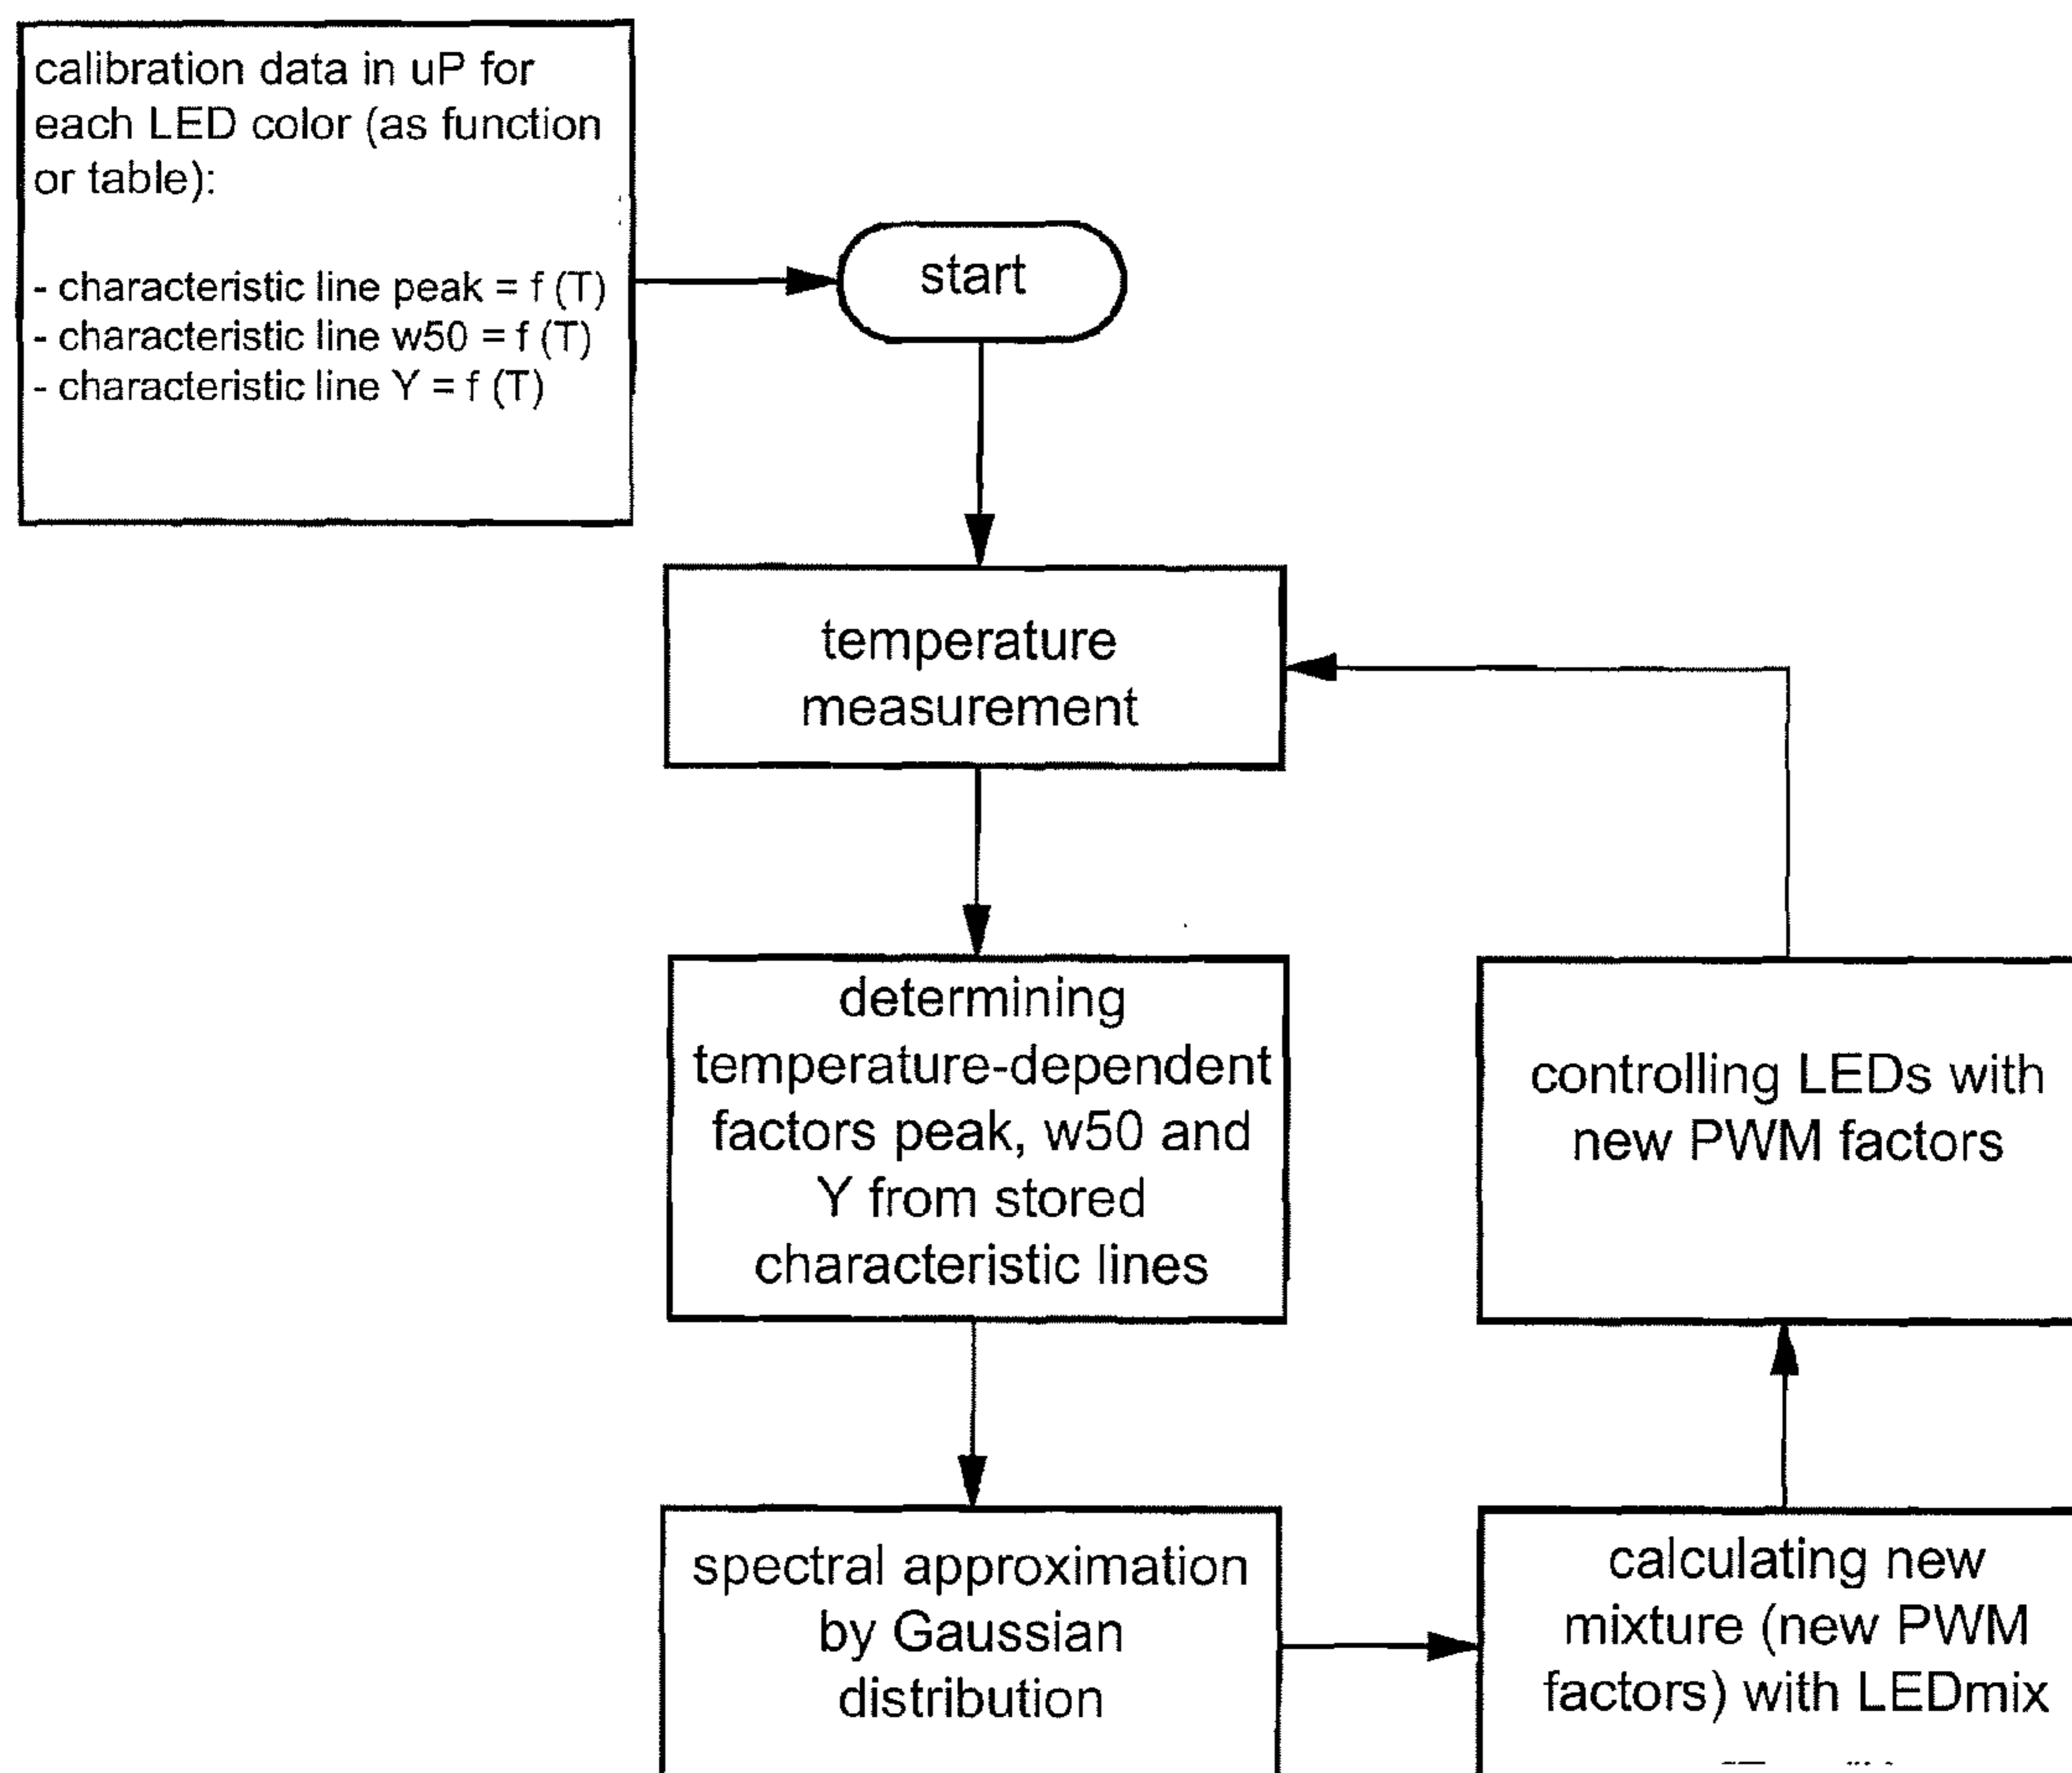 calibration data in uP for
each LED color (as function
or table):
- characteristic line peak = f (T)
- characteristic line w50 = f (T)
- characteristic line Y = f (T)
start
temperature
measurement
determining
temperature-dependent
factors peak, w50 and
Y from stored
characteristic lines
spectral approximation
by Gaussian
distribution
calculating new
mixture (new PWM
factors) with LEDmix
controlling LEDs with
new PWM factors